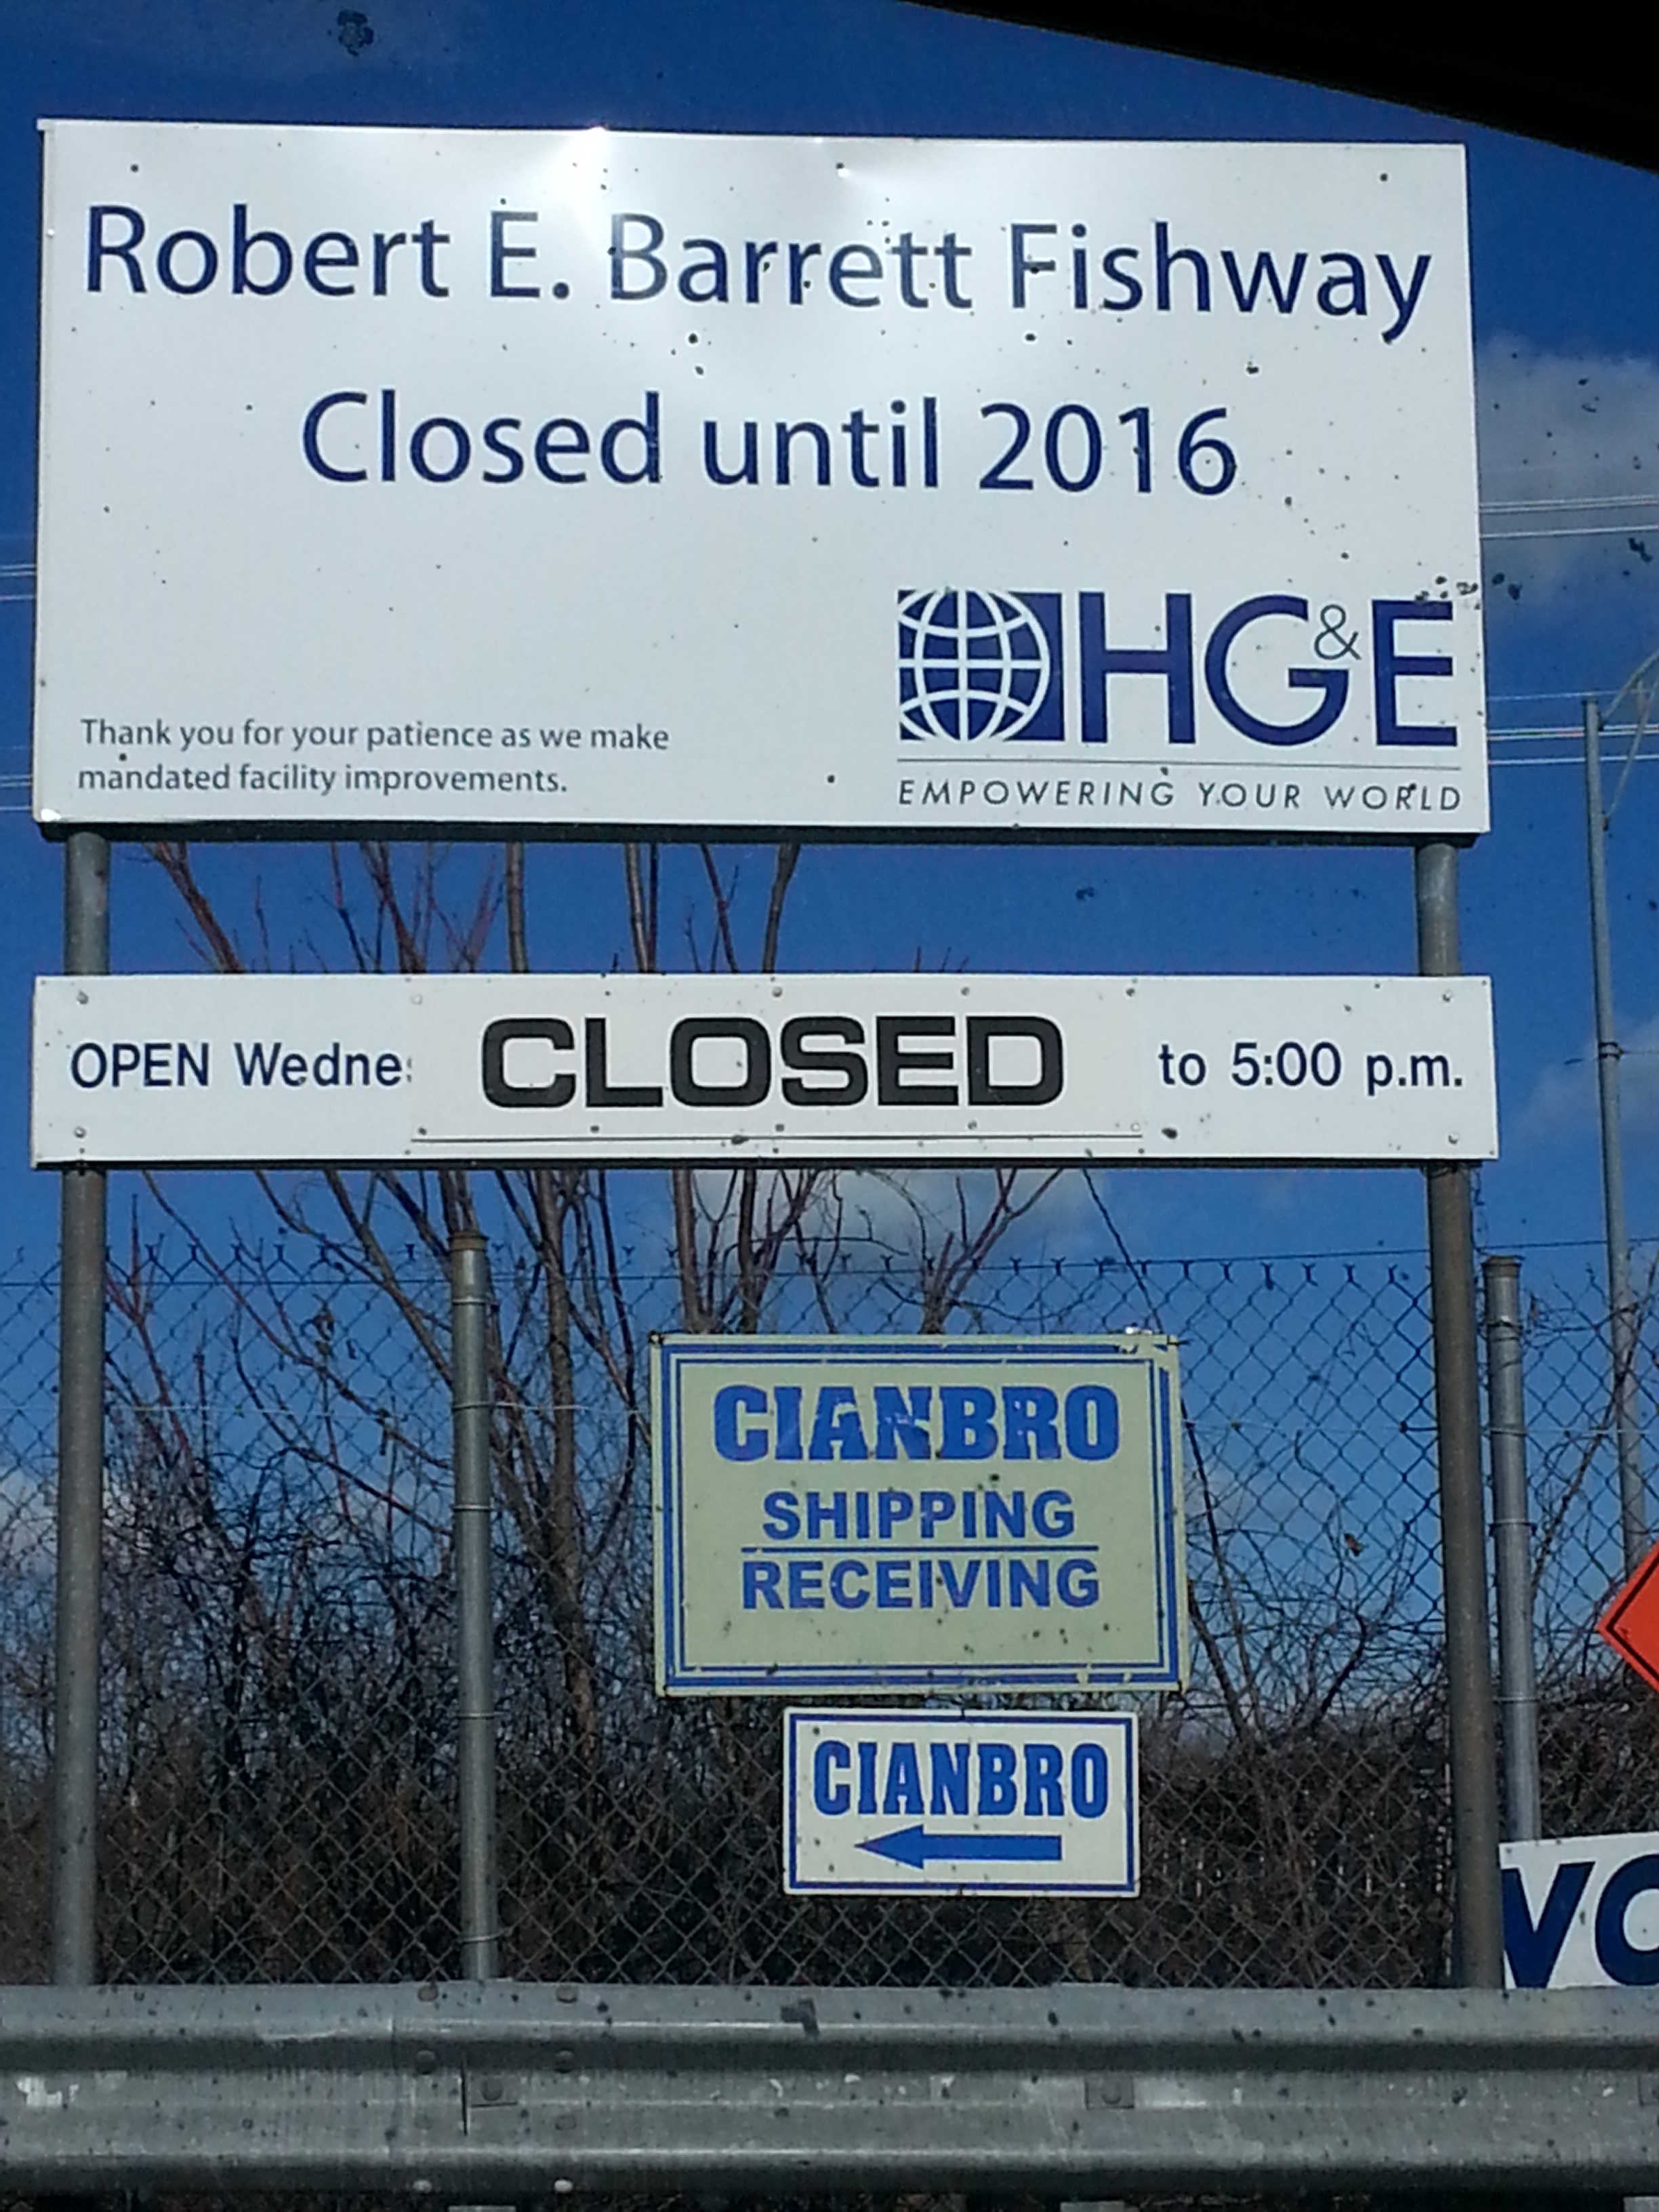 Robert E. Barrett Fishway
Closed until 2016
HG&E
EMPOWERING YOUR WORLD
Thank you for your patience as we make
mandated facility improvements.
OPEN CLOSED to 5:00 p.m.
CIANBRO
SHIPPING
RECEIVING
CIANBRO